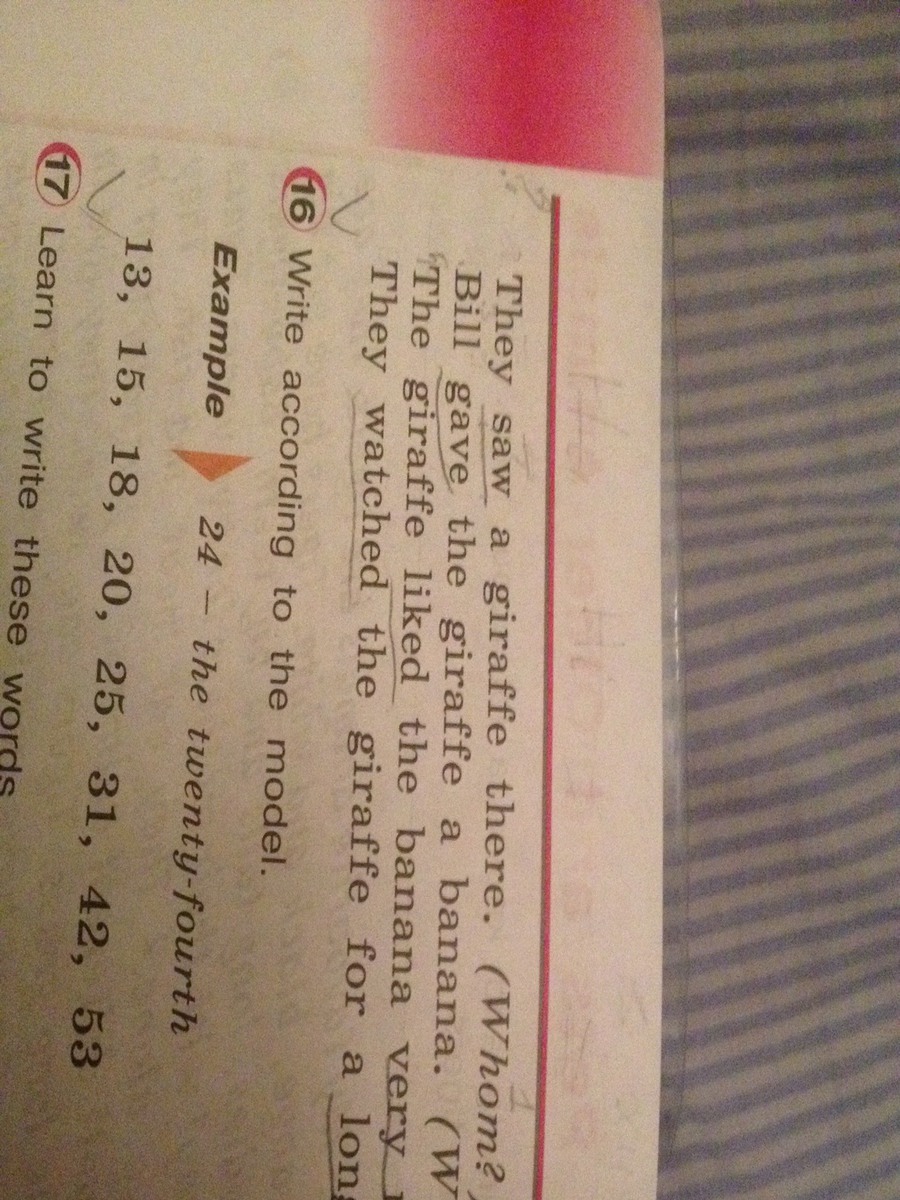 They saw a giraffe there. (Whom?
Bill gave the giraffe a banana. (W
The giraffe liked the banana very
They watched the giraffe for a long
16 Write according to the model.
Example 24 – the twenty-fourth
13, 15, 18, 20, 25, 31, 42, 53
17 Learn to write these words